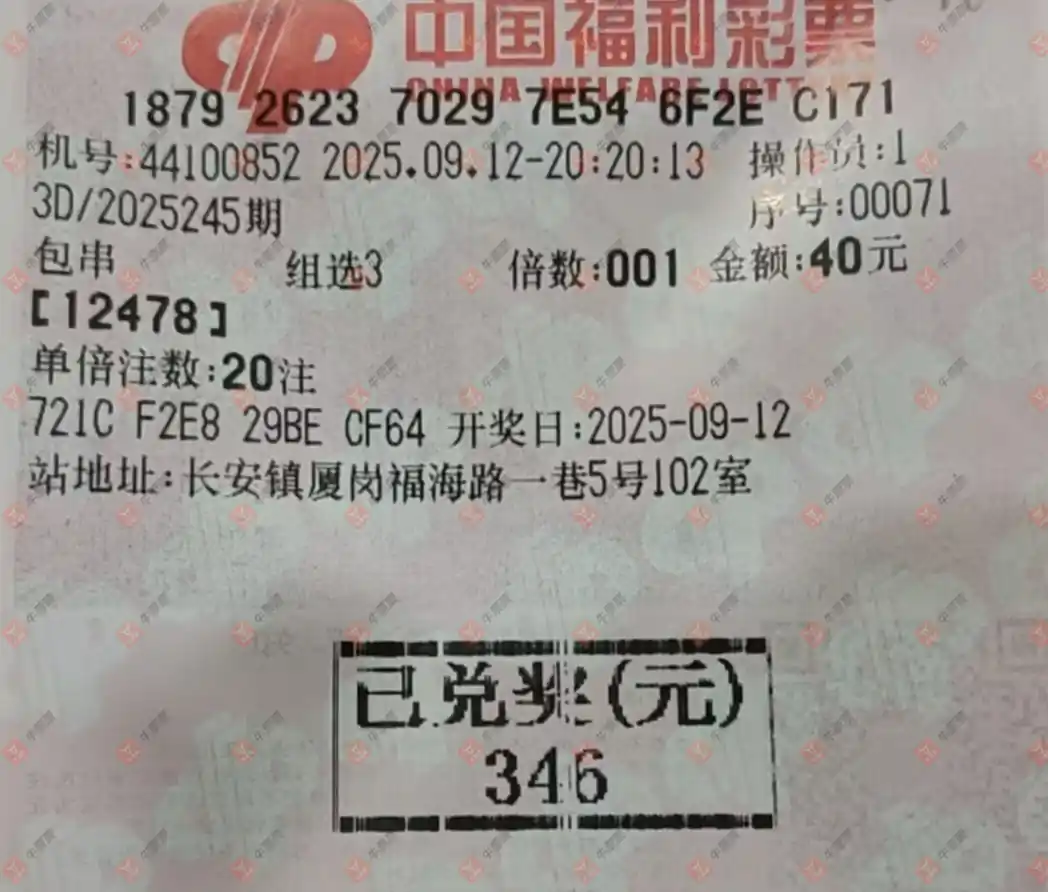 中国福利彩票
CHINA WELFARE LOTT
1879 2623 7029 7E54 6F2E C171
机号:44100852 2025.09.12-20:20:13 操作员:1
3D/2025245期 序号:00071
包串 组选3 倍数:001 金额:40元
[12478]
单倍注数:20注
721C F2E8 29BE CF64 开奖日:2025-09-12
站地址:长安镇厦岗福海路一巷5号102室
已兑奖(元)
346